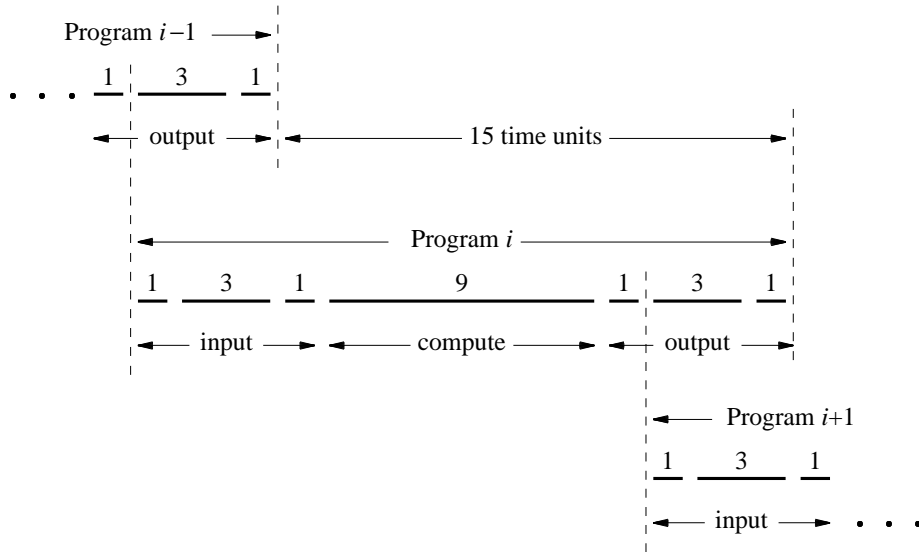 Program i−1
1 3 1
output 15 time units
Program i
1 3 1 9 1 3 1
input compute output
Program i+1
1 3 1
input